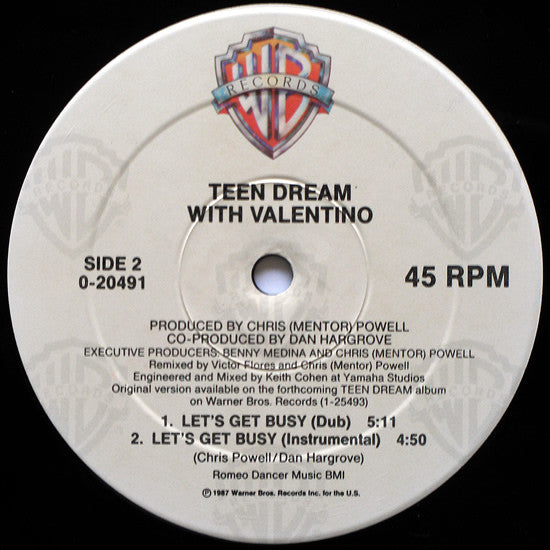 WB
RECORDS
TEEN DREAM
WITH VALENTINO
SIDE 2
0-20491
45 RPM
PRODUCED BY CHRIS (MENTOR) POWELL
CO-PRODUCED BY DAN HARGROVE
EXECUTIVE PRODUCERS: BENNY MEDINA AND CHRIS (MENTOR) POWELL
Remixed by Victor Flores and Chris (Mentor) Powell
Engineered and Mixed by Keith Cohen at Yamaha Studios
Original version available on the forthcoming TEEN DREAM album
on Warner Bros. Records (1-25493)
1. LET'S GET BUSY (Dub) 5:11
2. LET'S GET BUSY (Instrumental) 4:50
(Chris Powell/Dan Hargrove)
Romeo Dancer Music BMI
℗1987 Warner Bros. Records Inc. for the U.S.